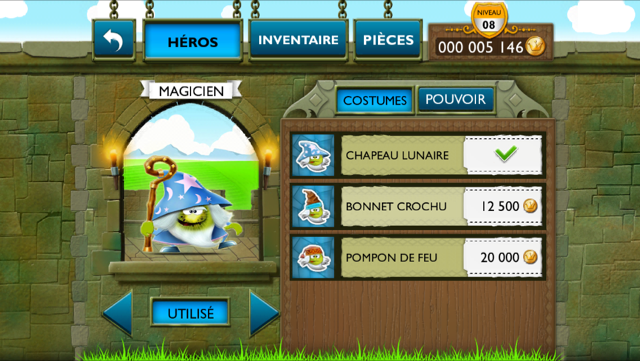 NIVEAU
08
HÉROS
INVENTAIRE
PIÈCES
000 005 146
MAGICIEN
COSTUMES
POUVOIR
CHAPEAU LUNAIRE
BONNET CROCHU 12 500
POMPON DE FEU 20 000
UTILISÉ